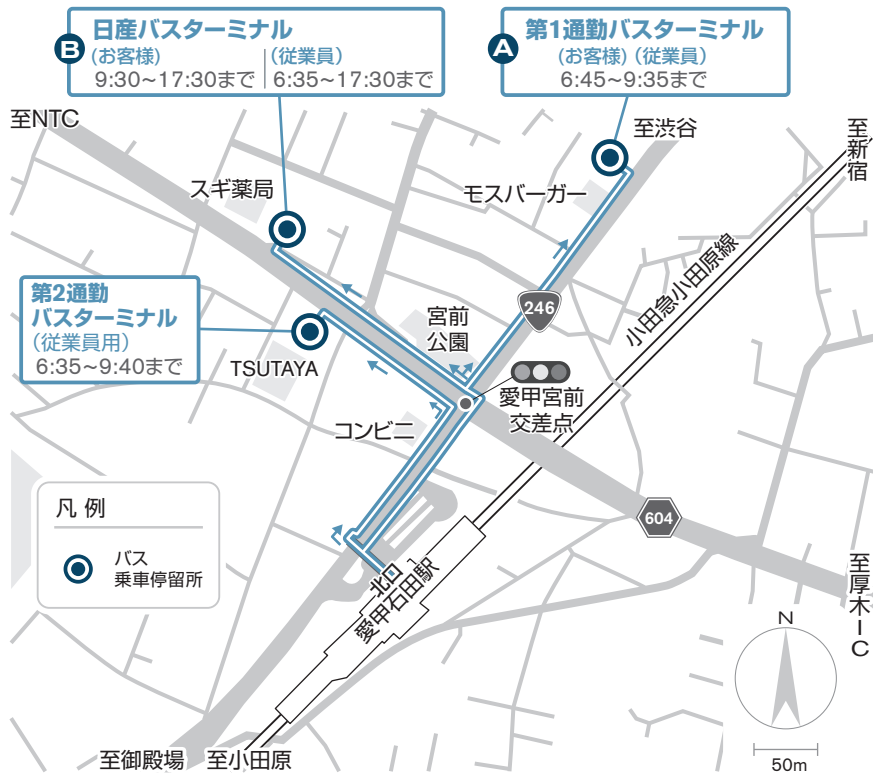 B
日産バスターミナル
(お客様)
9:30~17:30まで
(従業員)
6:35~17:30まで
A
第1通勤バスターミナル
(お客様) (従業員)
6:45~9:35まで
至NTC
至渋谷
至新宿
スギ薬局
モスバーガー
小田急小田原線
第2通勤
バスターミナル
(従業員用)
6:35~9:40まで
246
宮前
公園
TSUTAYA
愛甲宮前
交差点
コンビニ
凡 例
バス
乗車停留所
604
北口
愛甲石田駅
至厚木IC
N
50m
至御殿場
至小田原